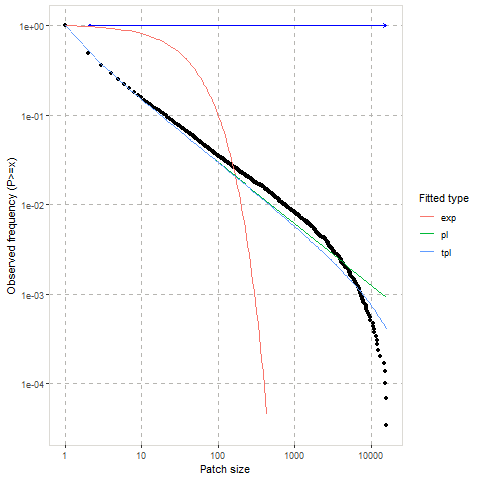 1e+00
1e-01
1e-02
1e-03
1e-04
Observed frequency (P>=x)
1
10
100
1000
10000
Patch size
Fitted type
exp
pl
tpl